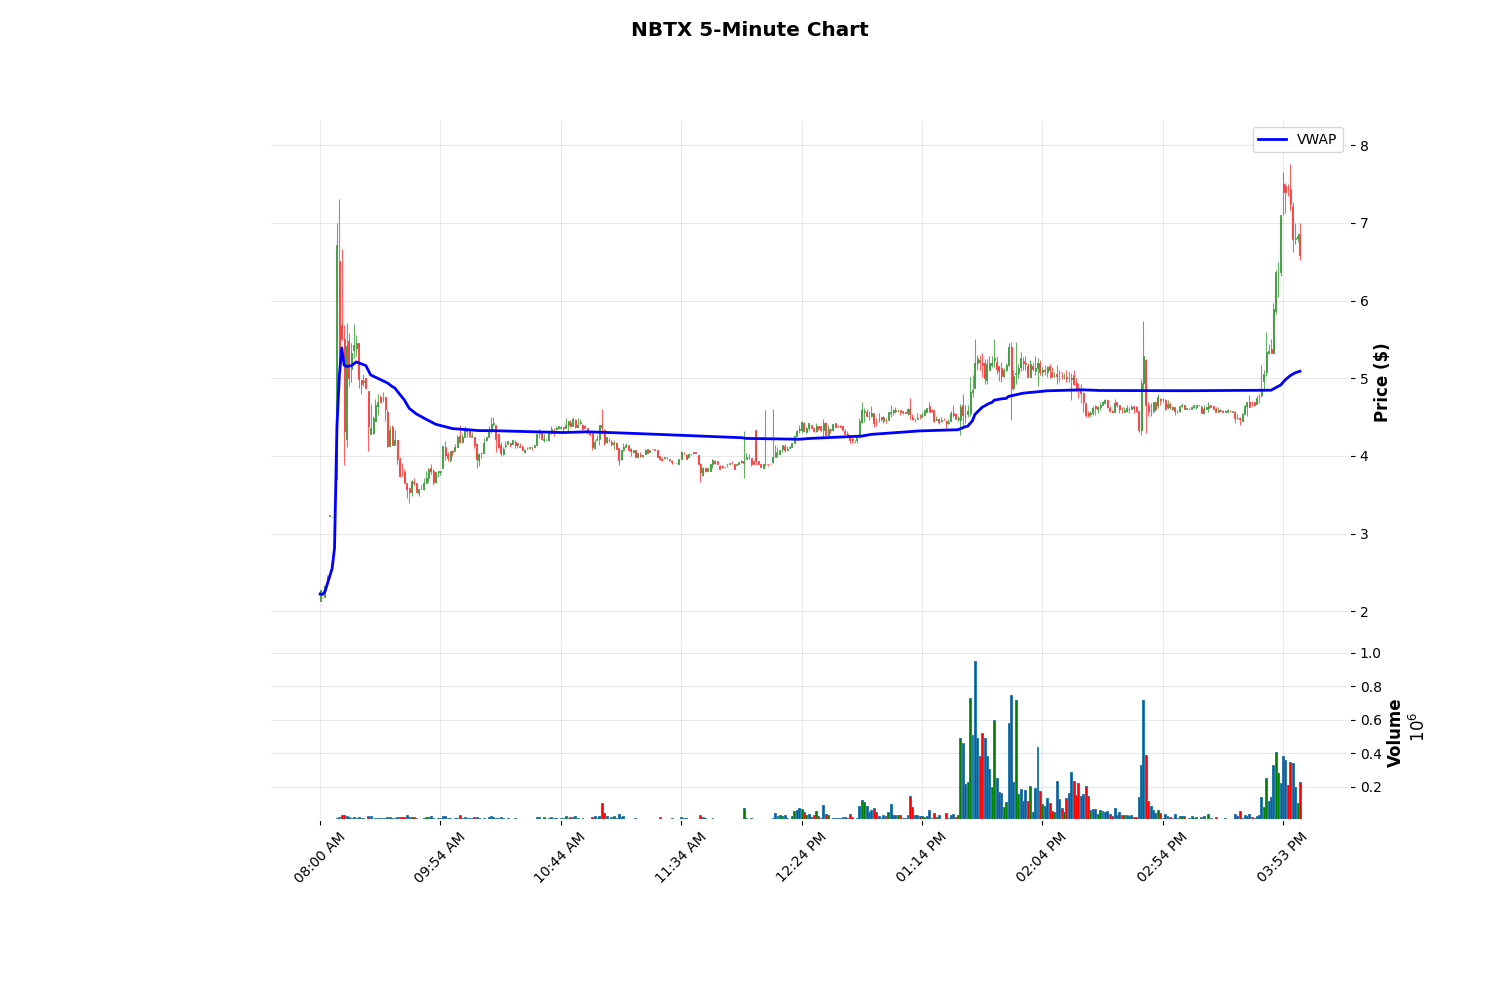 NBTX 5-Minute Chart
VWAP
8
7
6
5
4
3
2
Price ($)
1.0
0.8
0.6
0.4
0.2
Volume
10⁶
08:00 AM
09:54 AM
10:44 AM
11:34 AM
12:24 PM
01:14 PM
02:04 PM
02:54 PM
03:53 PM